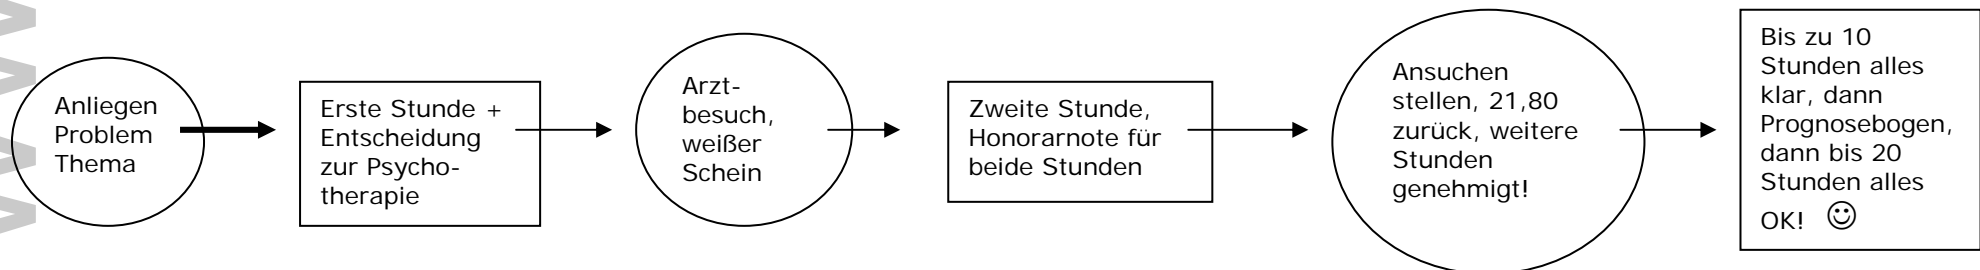 Anliegen
Problem
Thema
Erste Stunde +
Entscheidung
zur Psycho-
therapie
Arzt-
besuch,
weißer
Schein
Zweite Stunde,
Honorarnote für
beide Stunden
Ansuchen
stellen, 21,80
zurück, weitere
Stunden
genehmigt!
Bis zu 10
Stunden alles
klar, dann
Prognosebogen,
dann bis 20
Stunden alles
OK! ☺